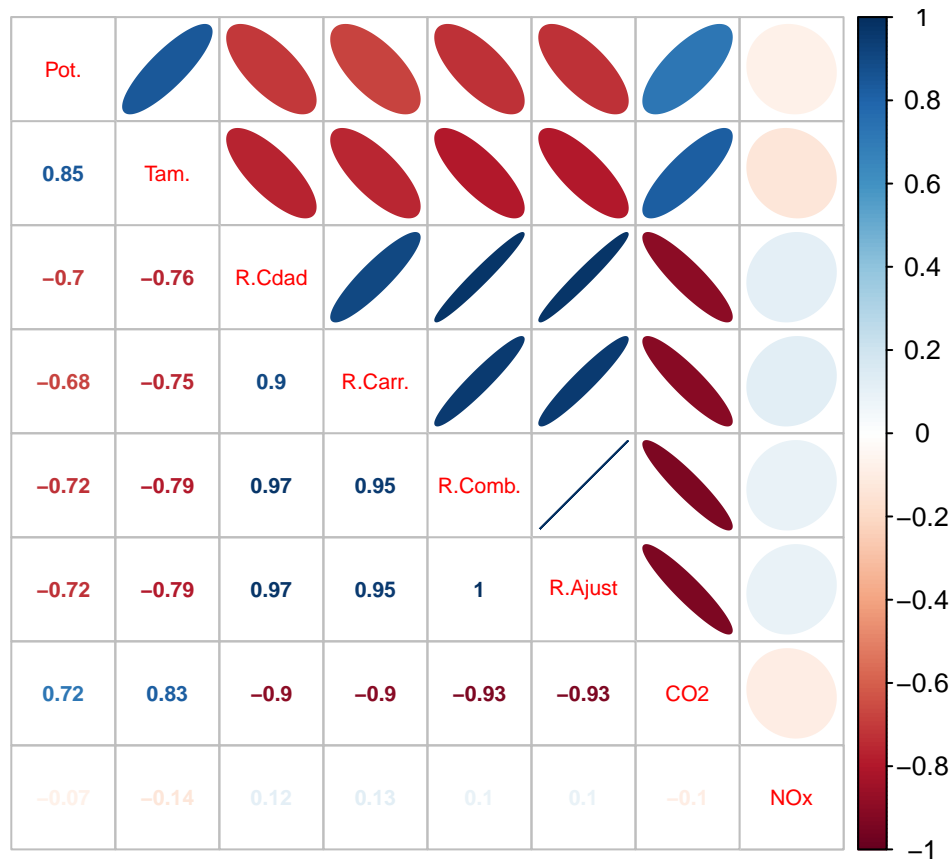 Pot.
0.85 Tam.
−0.7 −0.76 R.Cdad
−0.68 −0.75 0.9 R.Carr.
−0.72 −0.79 0.97 0.95 R.Comb.
−0.72 −0.79 0.97 0.95 1 R.Ajust
0.72 0.83 −0.9 −0.9 −0.93 −0.93 CO2
−0.07 −0.14 0.12 0.13 0.1 0.1 −0.1 NOx
1
0.8
0.6
0.4
0.2
0
−0.2
−0.4
−0.6
−0.8
−1